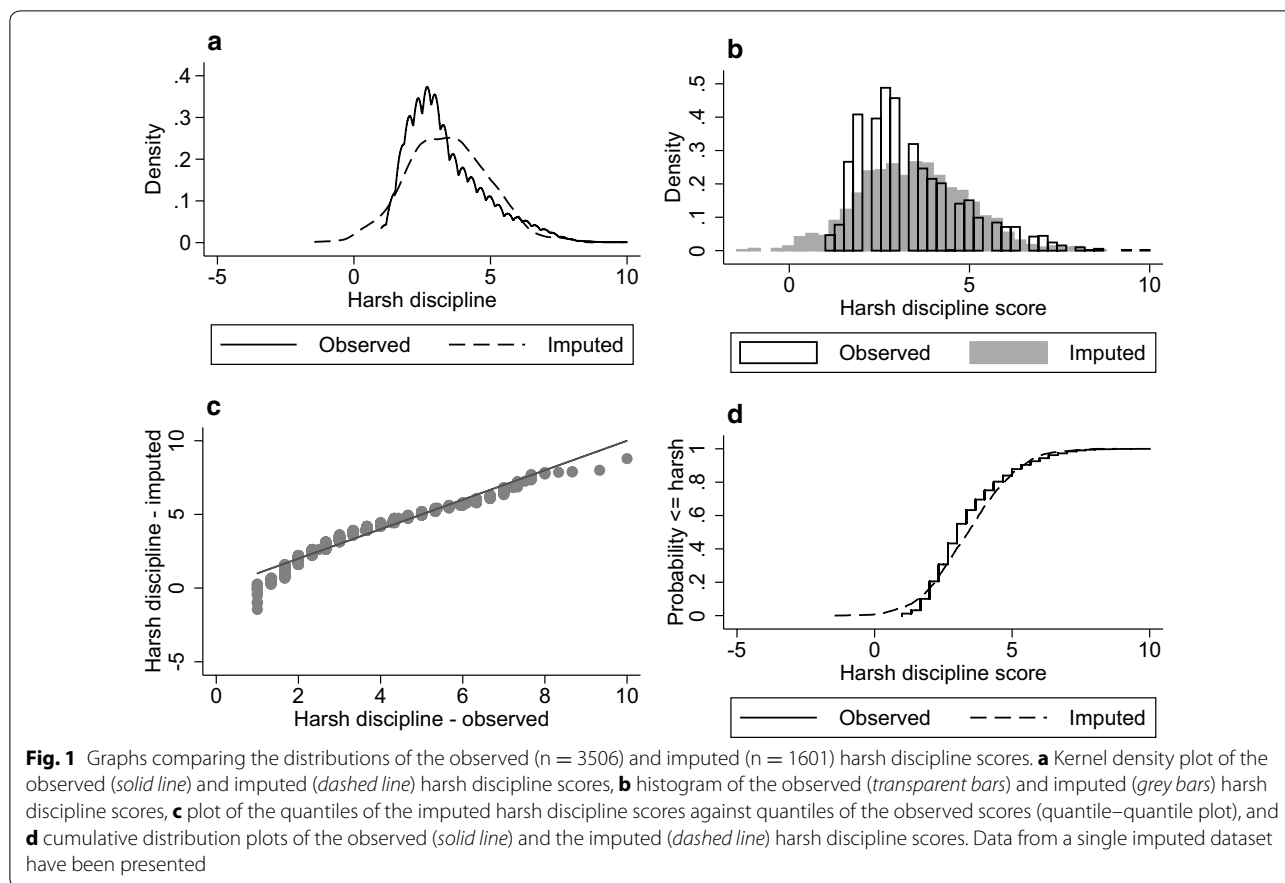 a
Density
.4
.3
.2
.1
0
-5
0
5
10
Harsh discipline
Observed
Imputed
b
Density
.5
.4
.3
.2
.1
0
0
5
10
Harsh discipline score
Observed
Imputed
c
Harsh discipline - imputed
10
5
0
-5
0
2
4
6
8
10
Harsh discipline - observed
d
Probability <= harsh
1
.8
.6
.4
.2
0
-5
0
5
10
Harsh discipline score
Observed
Imputed
Fig. 1 Graphs comparing the distributions of the observed (n = 3506) and imputed (n = 1601) harsh discipline scores. a Kernel density plot of the
observed (solid line) and imputed (dashed line) harsh discipline scores, b histogram of the observed (transparent bars) and imputed (grey bars) harsh
discipline scores, c plot of the quantiles of the imputed harsh discipline scores against quantiles of the observed scores (quantile–quantile plot), and
d cumulative distribution plots of the observed (solid line) and the imputed (dashed line) harsh discipline scores. Data from a single imputed dataset
have been presented